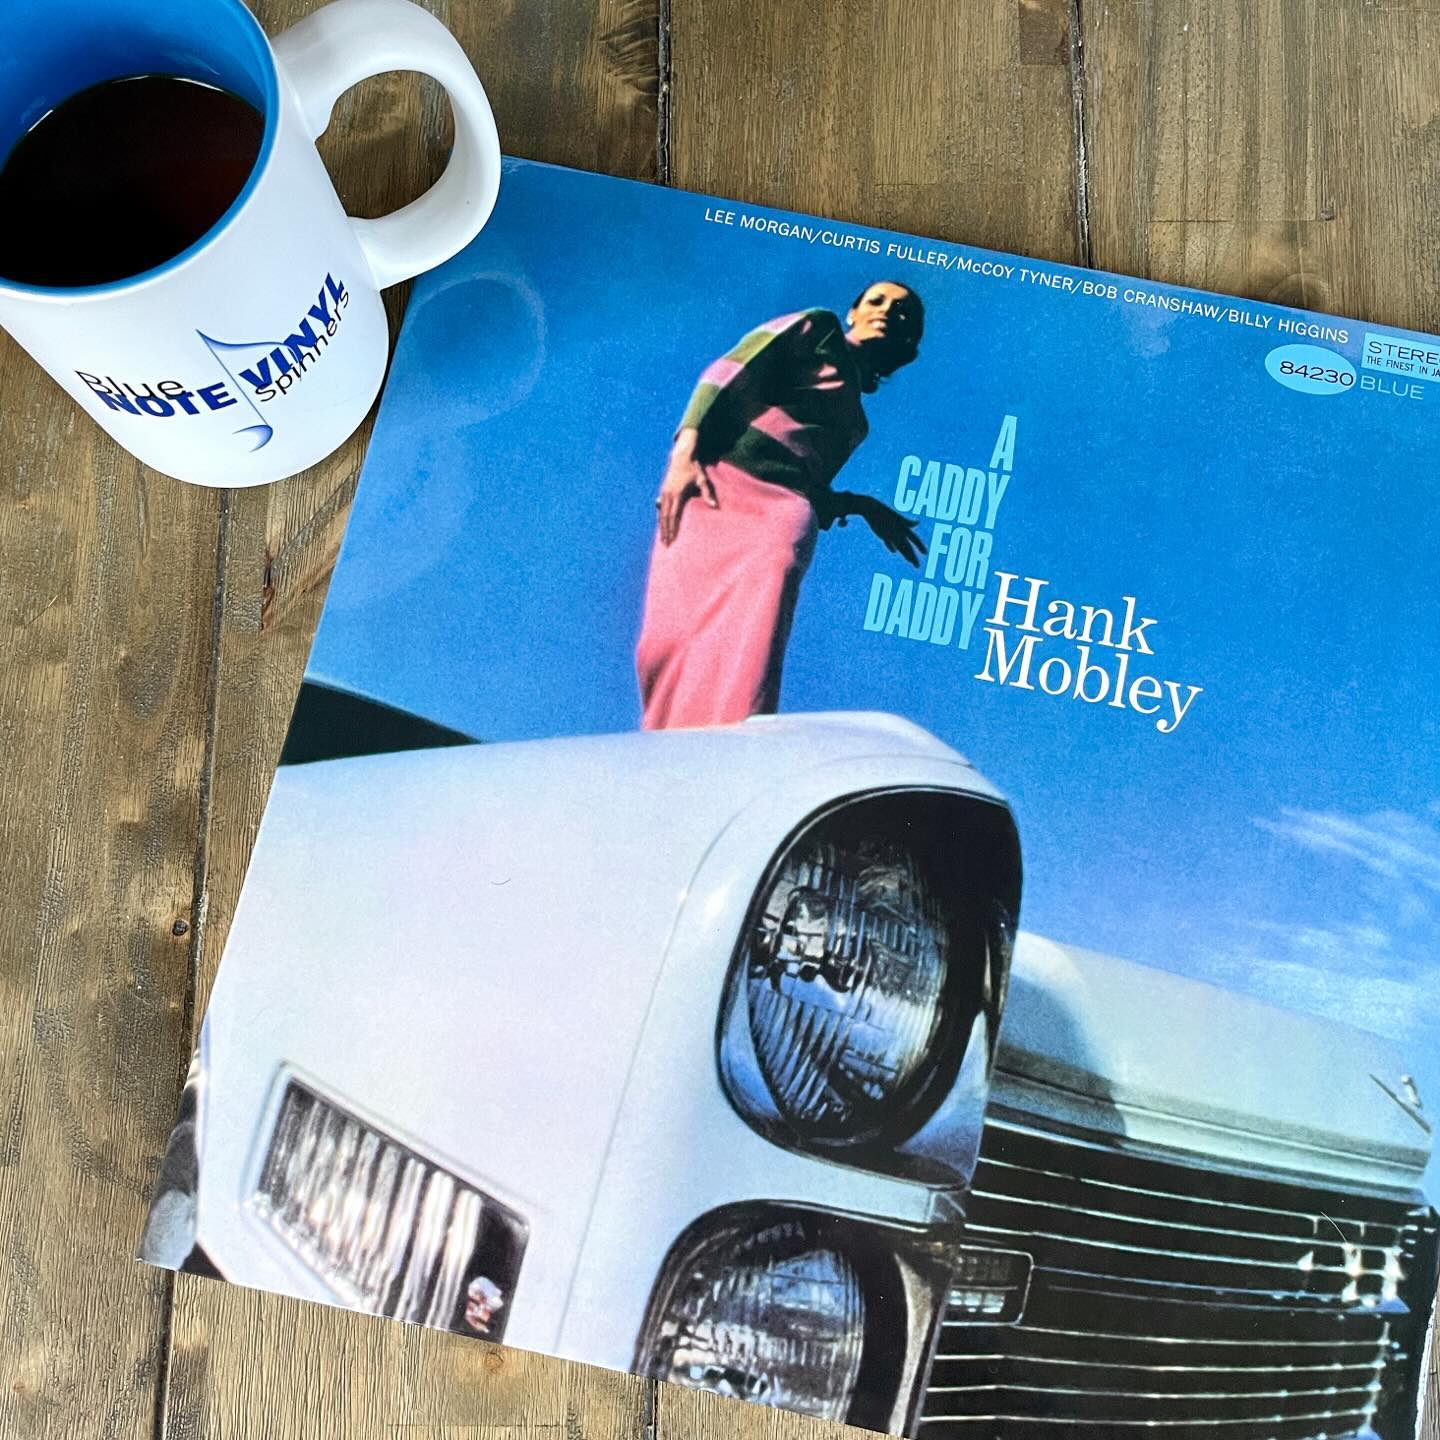 Blue
NOTE VINYL
spinners
LEE MORGAN/CURTIS FULLER/McCOY TYNER/BOB CRANSHAW/BILLY HIGGINS
84230
STEREO
THE FINEST IN JA
BLUE
A
CADDY
FOR
DADDY
Hank
Mobley